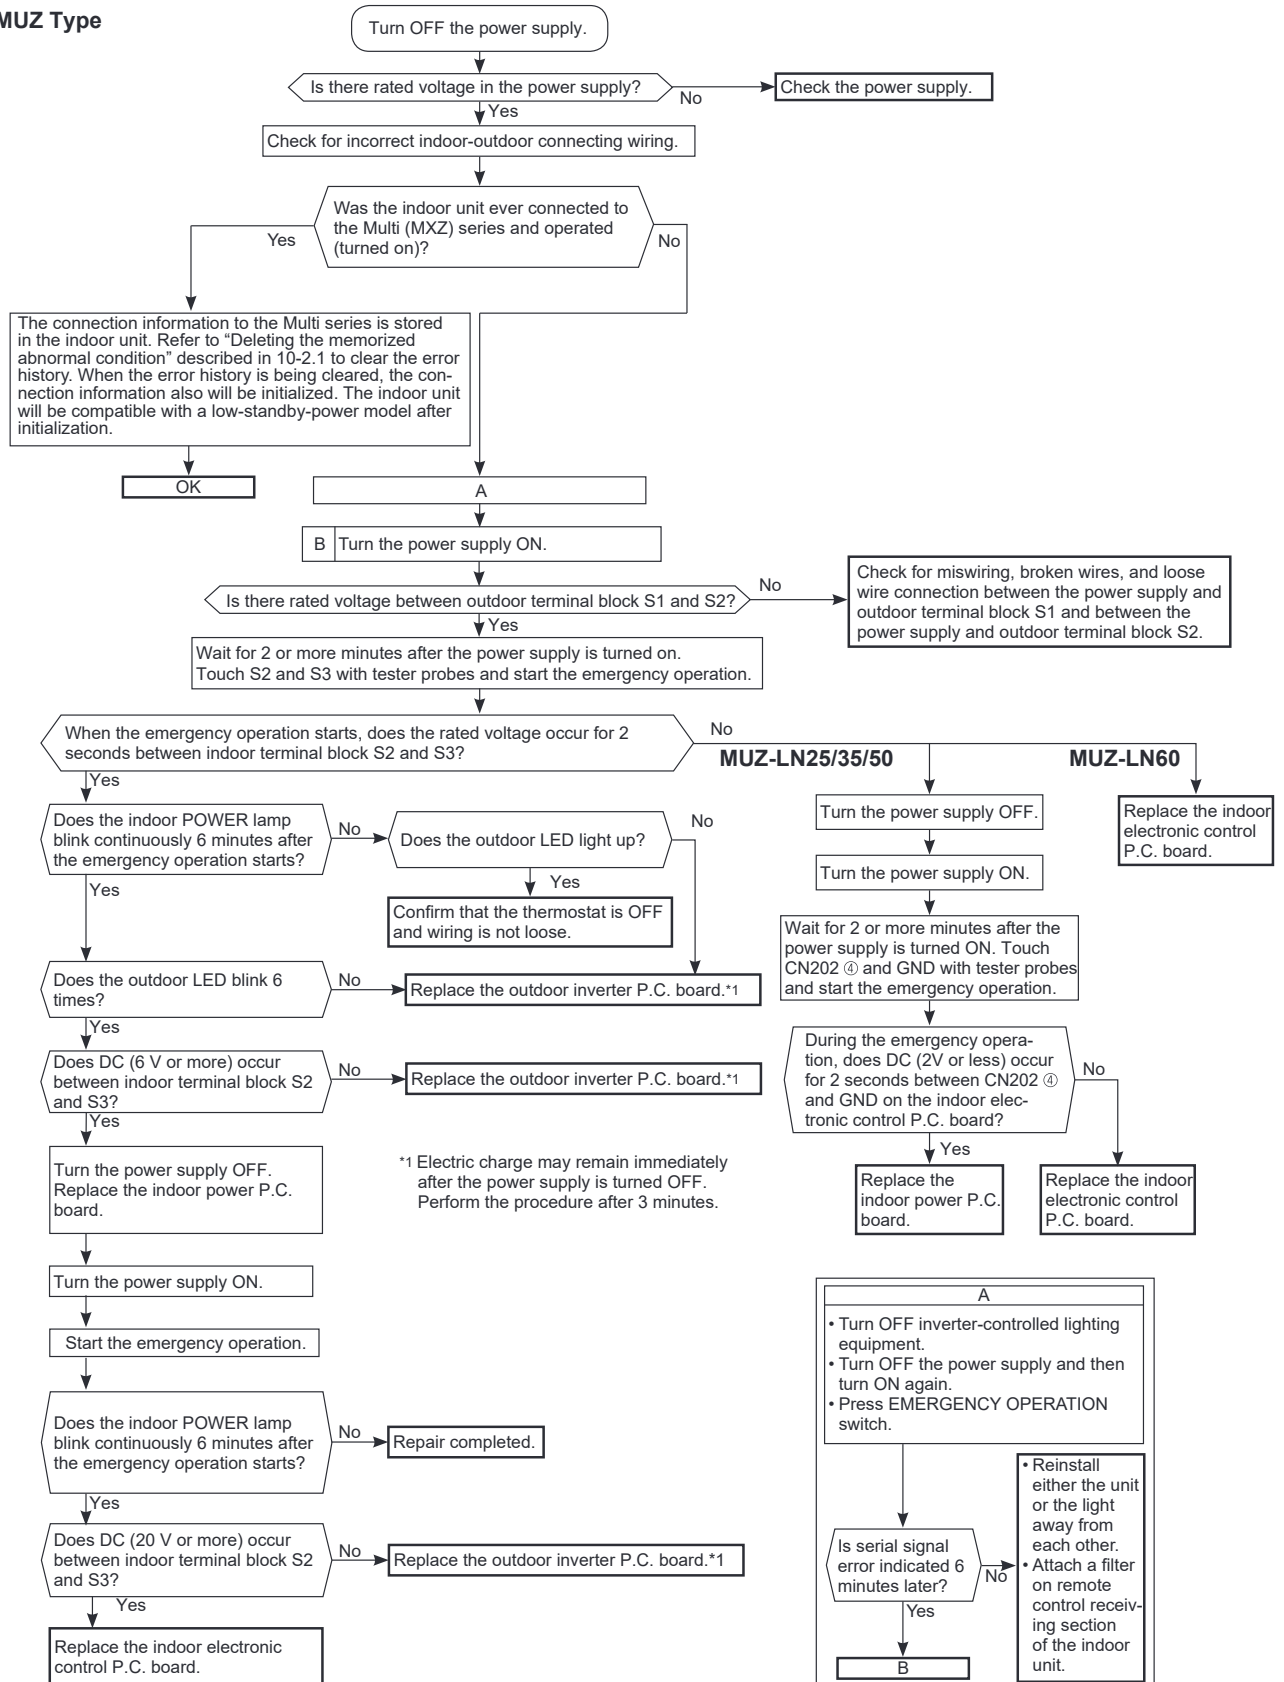 MUZ Type
Turn OFF the power supply.
Is there rated voltage in the power supply?
No
Check the power supply.
Yes
Check for incorrect indoor-outdoor connecting wiring.
Was the indoor unit ever connected to
the Multi (MXZ) series and operated
(turned on)?
Yes
No
The connection information to the Multi series is stored
in the indoor unit. Refer to “Deleting the memorized
abnormal condition” described in 10-2.1 to clear the error
history. When the error history is being cleared, the con-
nection information also will be initialized. The indoor unit
will be compatible with a low-standby-power model after
initialization.
OK
A
B Turn the power supply ON.
Is there rated voltage between outdoor terminal block S1 and S2?
No
Check for miswiring, broken wires, and loose
wire connection between the power supply and
outdoor terminal block S1 and between the
power supply and outdoor terminal block S2.
Yes
Wait for 2 or more minutes after the power supply is turned on.
Touch S2 and S3 with tester probes and start the emergency operation.
When the emergency operation starts, does the rated voltage occur for 2
seconds between indoor terminal block S2 and S3?
No
MUZ-LN25/35/50
MUZ-LN60
Yes
Does the indoor POWER lamp
blink continuously 6 minutes after
the emergency operation starts?
No
Does the outdoor LED light up?
No
Yes
Confirm that the thermostat is OFF
and wiring is not loose.
Yes
Does the outdoor LED blink 6
times?
No
Replace the outdoor inverter P.C. board.*1
Yes
Does DC (6 V or more) occur
between indoor terminal block S2
and S3?
No
Replace the outdoor inverter P.C. board.*1
Yes
Turn the power supply OFF.
Replace the indoor power P.C.
board.
*1 Electric charge may remain immediately
after the power supply is turned OFF.
Perform the procedure after 3 minutes.
Turn the power supply ON.
Start the emergency operation.
Does the indoor POWER lamp
blink continuously 6 minutes after
the emergency operation starts?
No
Repair completed.
Yes
Does DC (20 V or more) occur
between indoor terminal block S2
and S3?
No
Replace the outdoor inverter P.C. board.*1
Yes
Replace the indoor electronic
control P.C. board.
Turn the power supply OFF.
Turn the power supply ON.
Wait for 2 or more minutes after the
power supply is turned ON. Touch
CN202 ④ and GND with tester probes
and start the emergency operation.
During the emergency opera-
tion, does DC (2V or less) occur
for 2 seconds between CN202 ④
and GND on the indoor elec-
tronic control P.C. board?
No
Yes
Replace the
indoor power P.C.
board.
Replace the indoor
electronic control
P.C. board.
Replace the indoor
electronic control
P.C. board.
A
• Turn OFF inverter-controlled lighting
equipment.
• Turn OFF the power supply and then
turn ON again.
• Press EMERGENCY OPERATION
switch.
Is serial signal
error indicated 6
minutes later?
No
• Reinstall
either the unit
or the light
away from
each other.
• Attach a filter
on remote
control receiv-
ing section
of the indoor
unit.
Yes
B